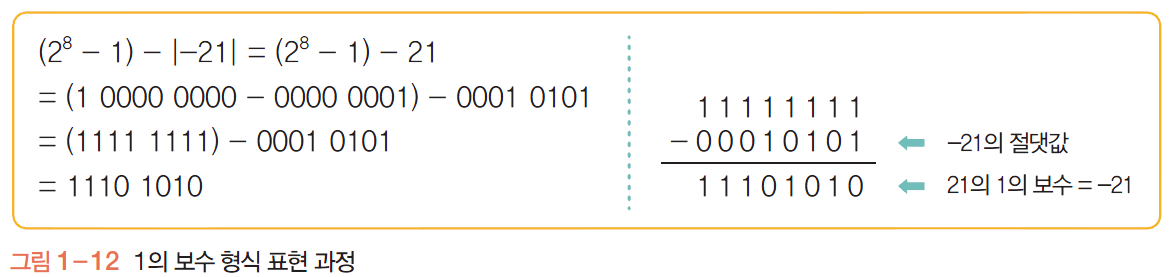 (2⁸ − 1) − |−21| = (2⁸ − 1) − 21
= (1 0000 0000 − 0000 0001) − 0001 0101
= (1111 1111) − 0001 0101
= 1110 1010
1 1 1 1 1 1 1 1
− 0 0 0 1 0 1 0 1 ← −21의 절댓값
1 1 1 0 1 0 1 0 ← 21의 1의 보수 = −21
그림 1-12 1의 보수 형식 표현 과정